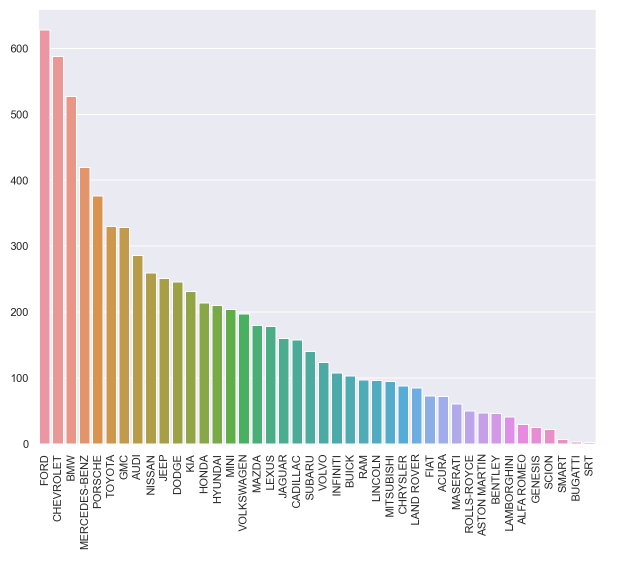 600
500
400
300
200
100
0
FORD
CHEVROLET
BMW
MERCEDES-BENZ
PORSCHE
TOYOTA
GMC
AUDI
NISSAN
JEEP
DODGE
KIA
HONDA
HYUNDAI
MINI
VOLKSWAGEN
MAZDA
LEXUS
JAGUAR
CADILLAC
SUBARU
VOLVO
INFINITI
BUICK
RAM
LINCOLN
MITSUBISHI
CHRYSLER
LAND ROVER
FIAT
ACURA
MASERATI
ROLLS-ROYCE
ASTON MARTIN
BENTLEY
LAMBORGHINI
ALFA ROMEO
GENESIS
SCION
SMART
BUGATTI
SRT